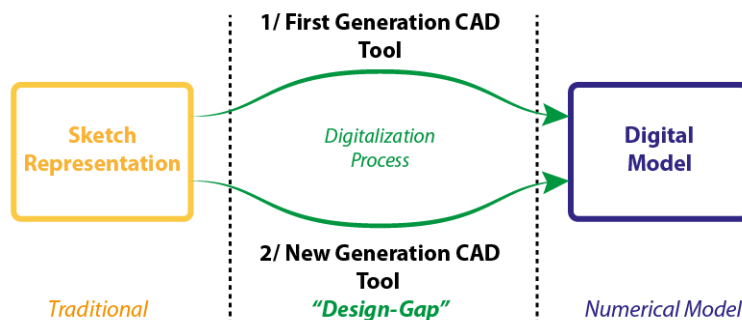 1/ First Generation CAD
Tool
Sketch
Representation
Digitalization
Process
Digital
Model
2/ New Generation CAD
Tool
Traditional
“Design-Gap”
Numerical Model